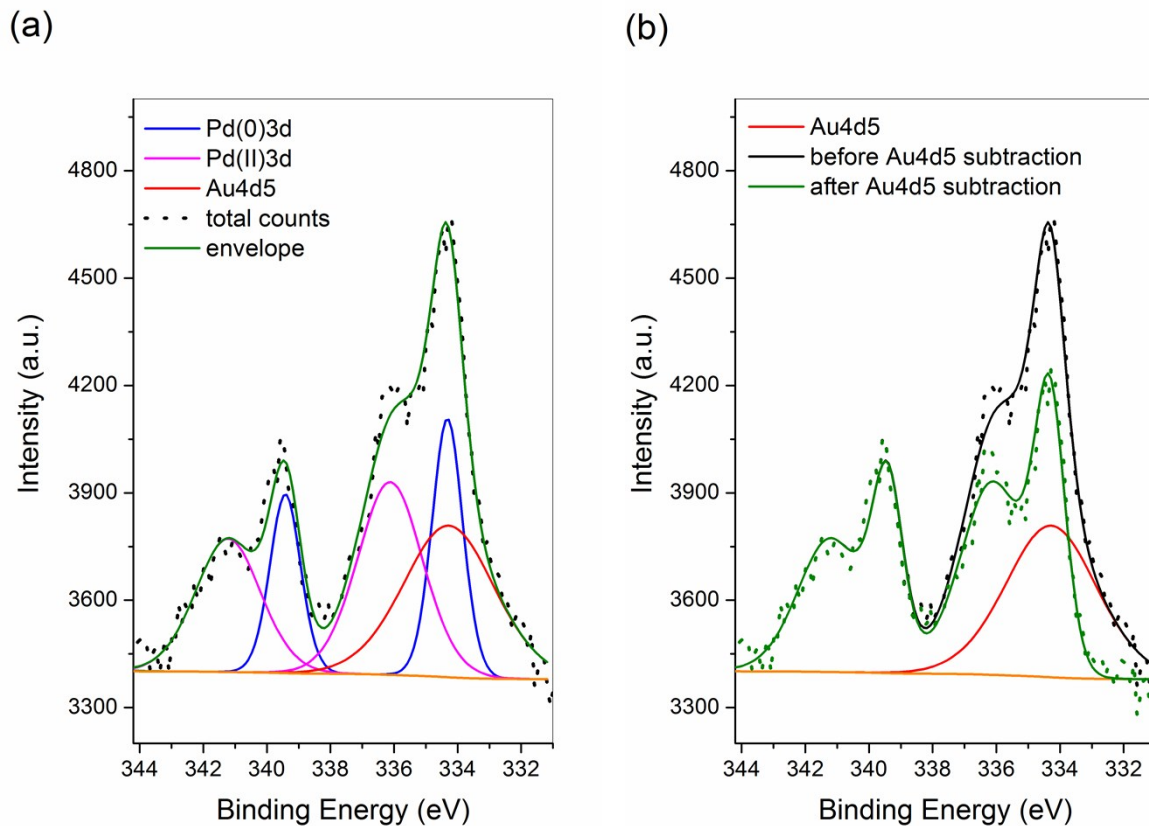 (a)
Pd(0)3d
Pd(II)3d
Au4d5
total counts
envelope
4800
4500
4200
3900
3600
3300
Intensity (a.u.)
344 342 340 338 336 334 332
Binding Energy (eV)
(b)
Au4d5
before Au4d5 subtraction
after Au4d5 subtraction
4800
4500
4200
3900
3600
3300
Intensity (a.u.)
344 342 340 338 336 334 332
Binding Energy (eV)